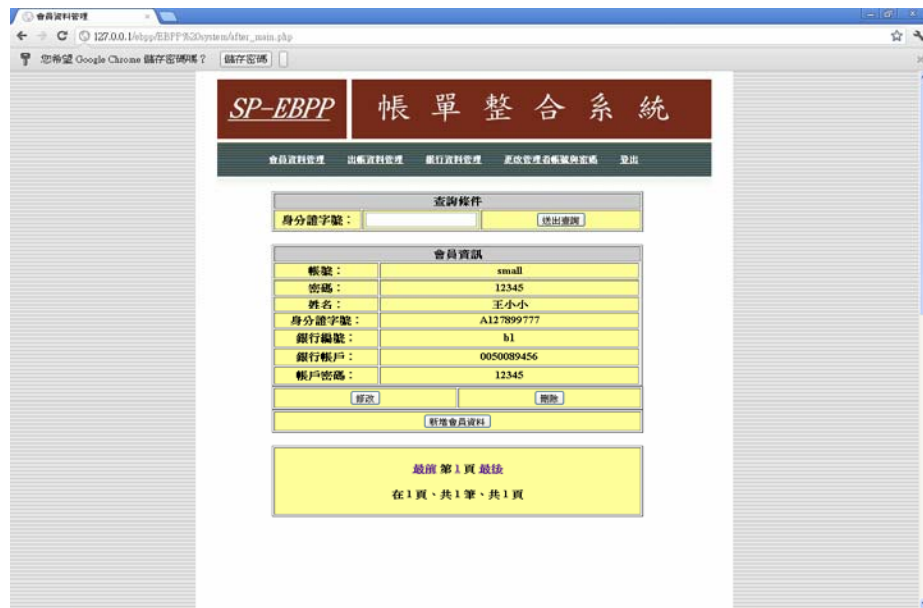 會員資料管理
127.0.0.1/ebpp/EBPP%20system/after_main.php
您希望 Google Chrome 儲存密碼嗎？ 儲存密碼
SP-EBPP 帳單整合系統
會員資料管理 出帳資料管理 銀行資料管理 更改管理者帳號與密碼 登出
查詢條件
身分證字號： 送出查詢
會員資訊
帳號： small
密碼： 12345
姓名： 王小小
身分證字號： A127899777
銀行編號： b1
銀行帳戶： 0050089456
帳戶密碼： 12345
修改 刪除
新增會員資料
最前 第 1 頁 最後
在 1 頁、共 1 筆、共 1 頁